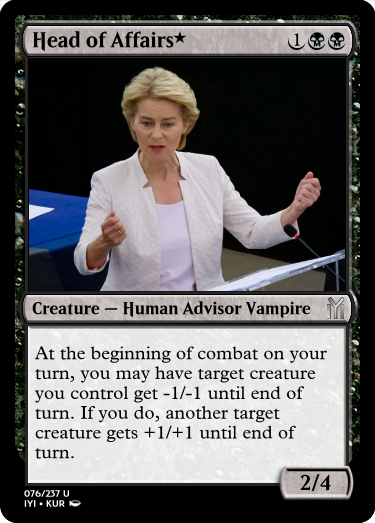 Head of Affairs★ 1
Creature — Human Advisor Vampire
At the beginning of combat on your
turn, you may have target creature
you control get -1/-1 until end of
turn. If you do, another target
creature gets +1/+1 until end of
turn.
2/4
076/237 U
IYI • KUR